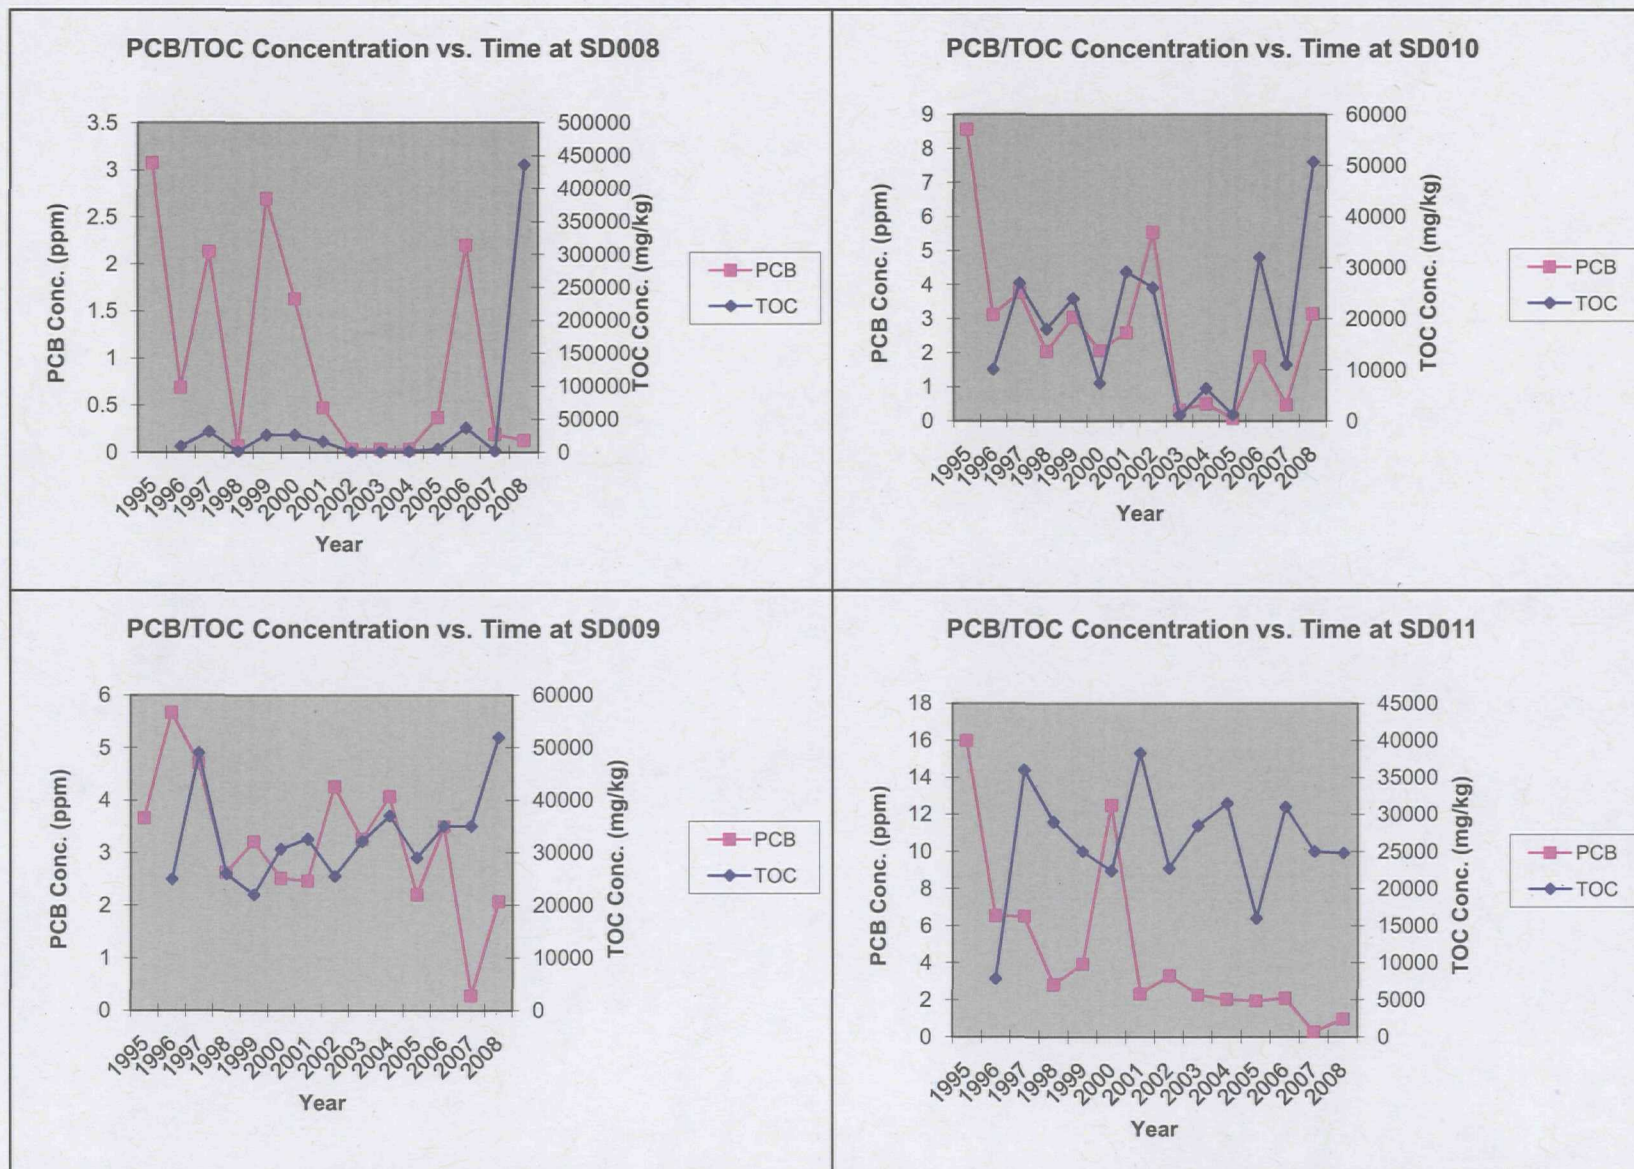 PCB/TOC Concentration vs. Time at SD008
3.5
3
2.5
2
1.5
1
0.5
0
PCB Conc. (ppm)
500000
450000
400000
350000
300000
250000
200000
150000
100000
50000
0
TOC Conc. (mg/kg)
1995 1996 1997 1998 1999 2000 2001 2002 2003 2004 2005 2006 2007 2008
Year
PCB
TOC
PCB/TOC Concentration vs. Time at SD010
9
8
7
6
5
4
3
2
1
0
PCB Conc. (ppm)
60000
50000
40000
30000
20000
10000
0
TOC Conc. (mg/kg)
1995 1996 1997 1998 1999 2000 2001 2002 2003 2004 2005 2006 2007 2008
Year
PCB
TOC
PCB/TOC Concentration vs. Time at SD009
6
5
4
3
2
1
0
PCB Conc. (ppm)
60000
50000
40000
30000
20000
10000
0
TOC Conc. (mg/kg)
1995 1996 1997 1998 1999 2000 2001 2002 2003 2004 2005 2006 2007 2008
Year
PCB
TOC
PCB/TOC Concentration vs. Time at SD011
18
16
14
12
10
8
6
4
2
0
PCB Conc. (ppm)
45000
40000
35000
30000
25000
20000
15000
10000
5000
0
TOC Conc. (mg/kg)
1995 1996 1997 1998 1999 2000 2001 2002 2003 2004 2005 2006 2007 2008
Year
PCB
TOC